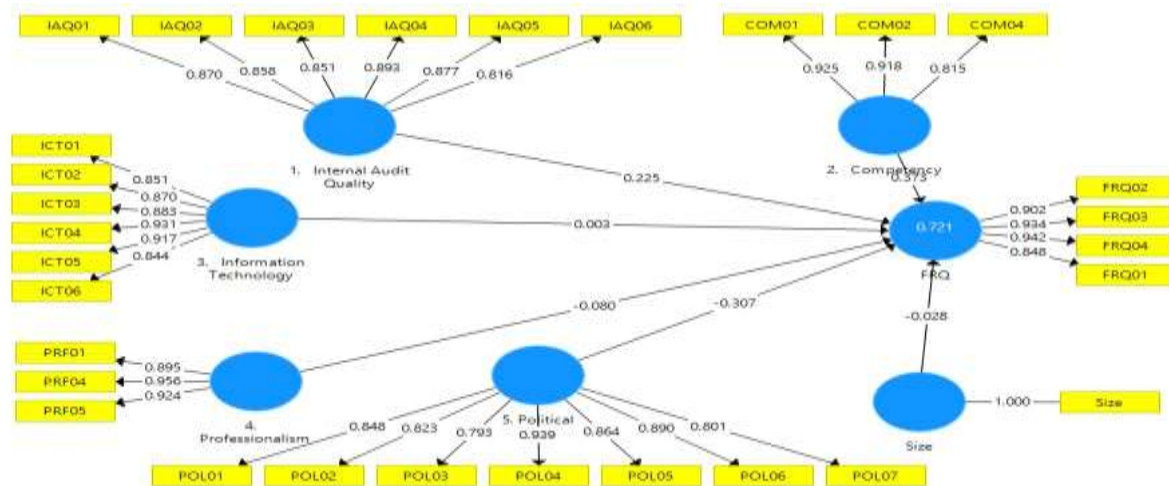 IAQ01 IAQ02 IAQ03 IAQ04 IAQ05 IAQ06 COM01 COM02 COM04
0.870 0.858 0.851 0.893 0.877 0.816 0.925 0.918 0.815
ICT01
ICT02
ICT03
ICT04
ICT05
ICT06
0.851
0.870
0.883
0.931
0.917
0.844
1. Internal Audit
Quality
2. Competency
3. Information
Technology
0.225
0.373
0.003
-0.080
-0.307
-0.028
0.721
FRQ
0.902
0.934
0.942
0.848
FRQ02
FRQ03
FRQ04
FRQ01
PRF01
PRF04
PRF05
0.895
0.956
0.924
4.
Professionalism
5. Political
Size
1.000
Size
0.848 0.823 0.793 0.939 0.864 0.890 0.801
POL01 POL02 POL03 POL04 POL05 POL06 POL07